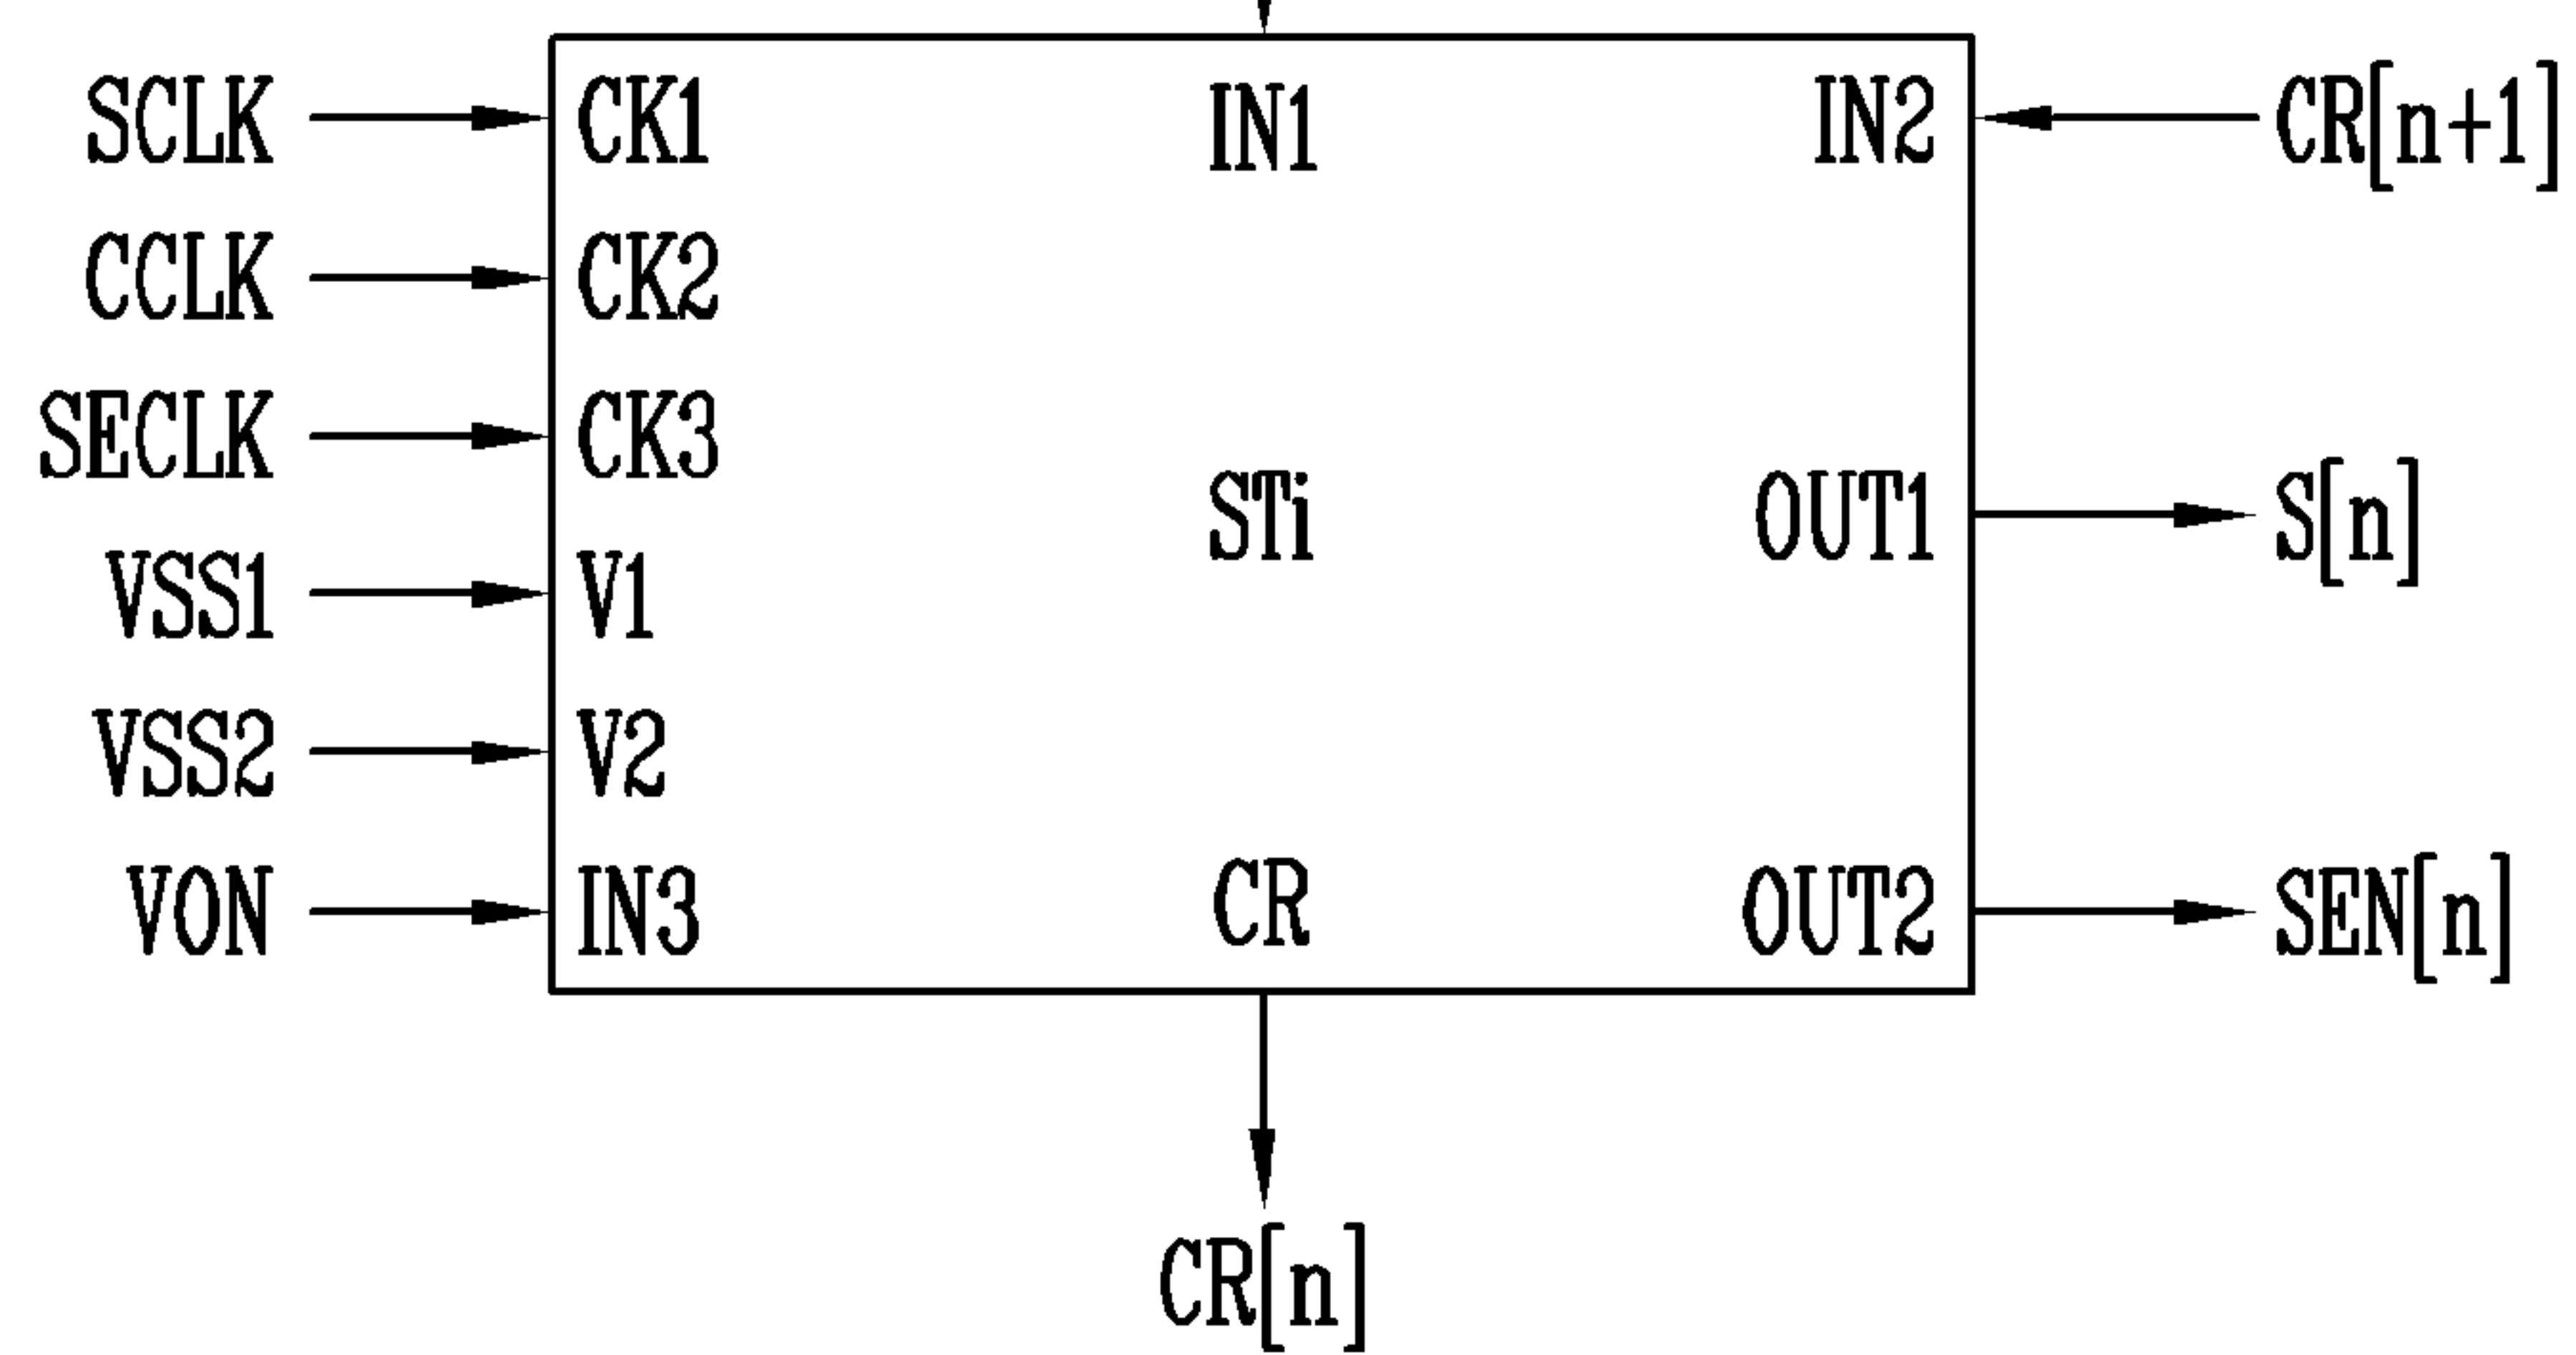 SCLK CK1 IN1 IN2 CR[n+1]
CCLK CK2
SECLK CK3
STi OUT1 S[n]
VSS1 V1
VSS2 V2
VON IN3 CR OUT2 SEN[n]
CR[n]